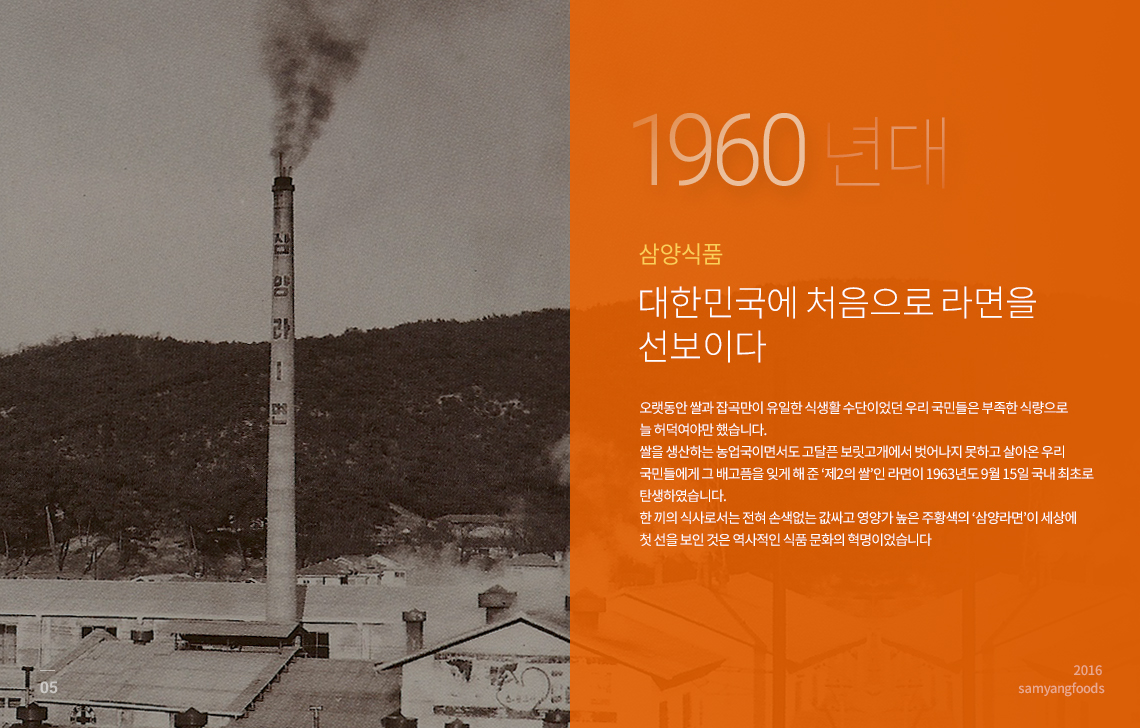 삼양라면
05
1960 년대
삼양식품
대한민국에 처음으로 라면을
선보이다
오랫동안 쌀과 잡곡만이 유일한 식생활 수단이었던 우리 국민들은 부족한 식량으로
늘 허덕여야만 했습니다.
쌀을 생산하는 농업국이면서도 고달픈 보릿고개에서 벗어나지 못하고 살아온 우리
국민들에게 그 배고픔을 잊게 해 준 ‘제2의 쌀’인 라면이 1963년도 9월 15일 국내 최초로
탄생하였습니다.
한 끼의 식사로서는 전혀 손색없는 값싸고 영양가 높은 주황색의 ‘삼양라면’이 세상에
첫 선을 보인 것은 역사적인 식품 문화의 혁명이었습니다
2016
samyangfoods